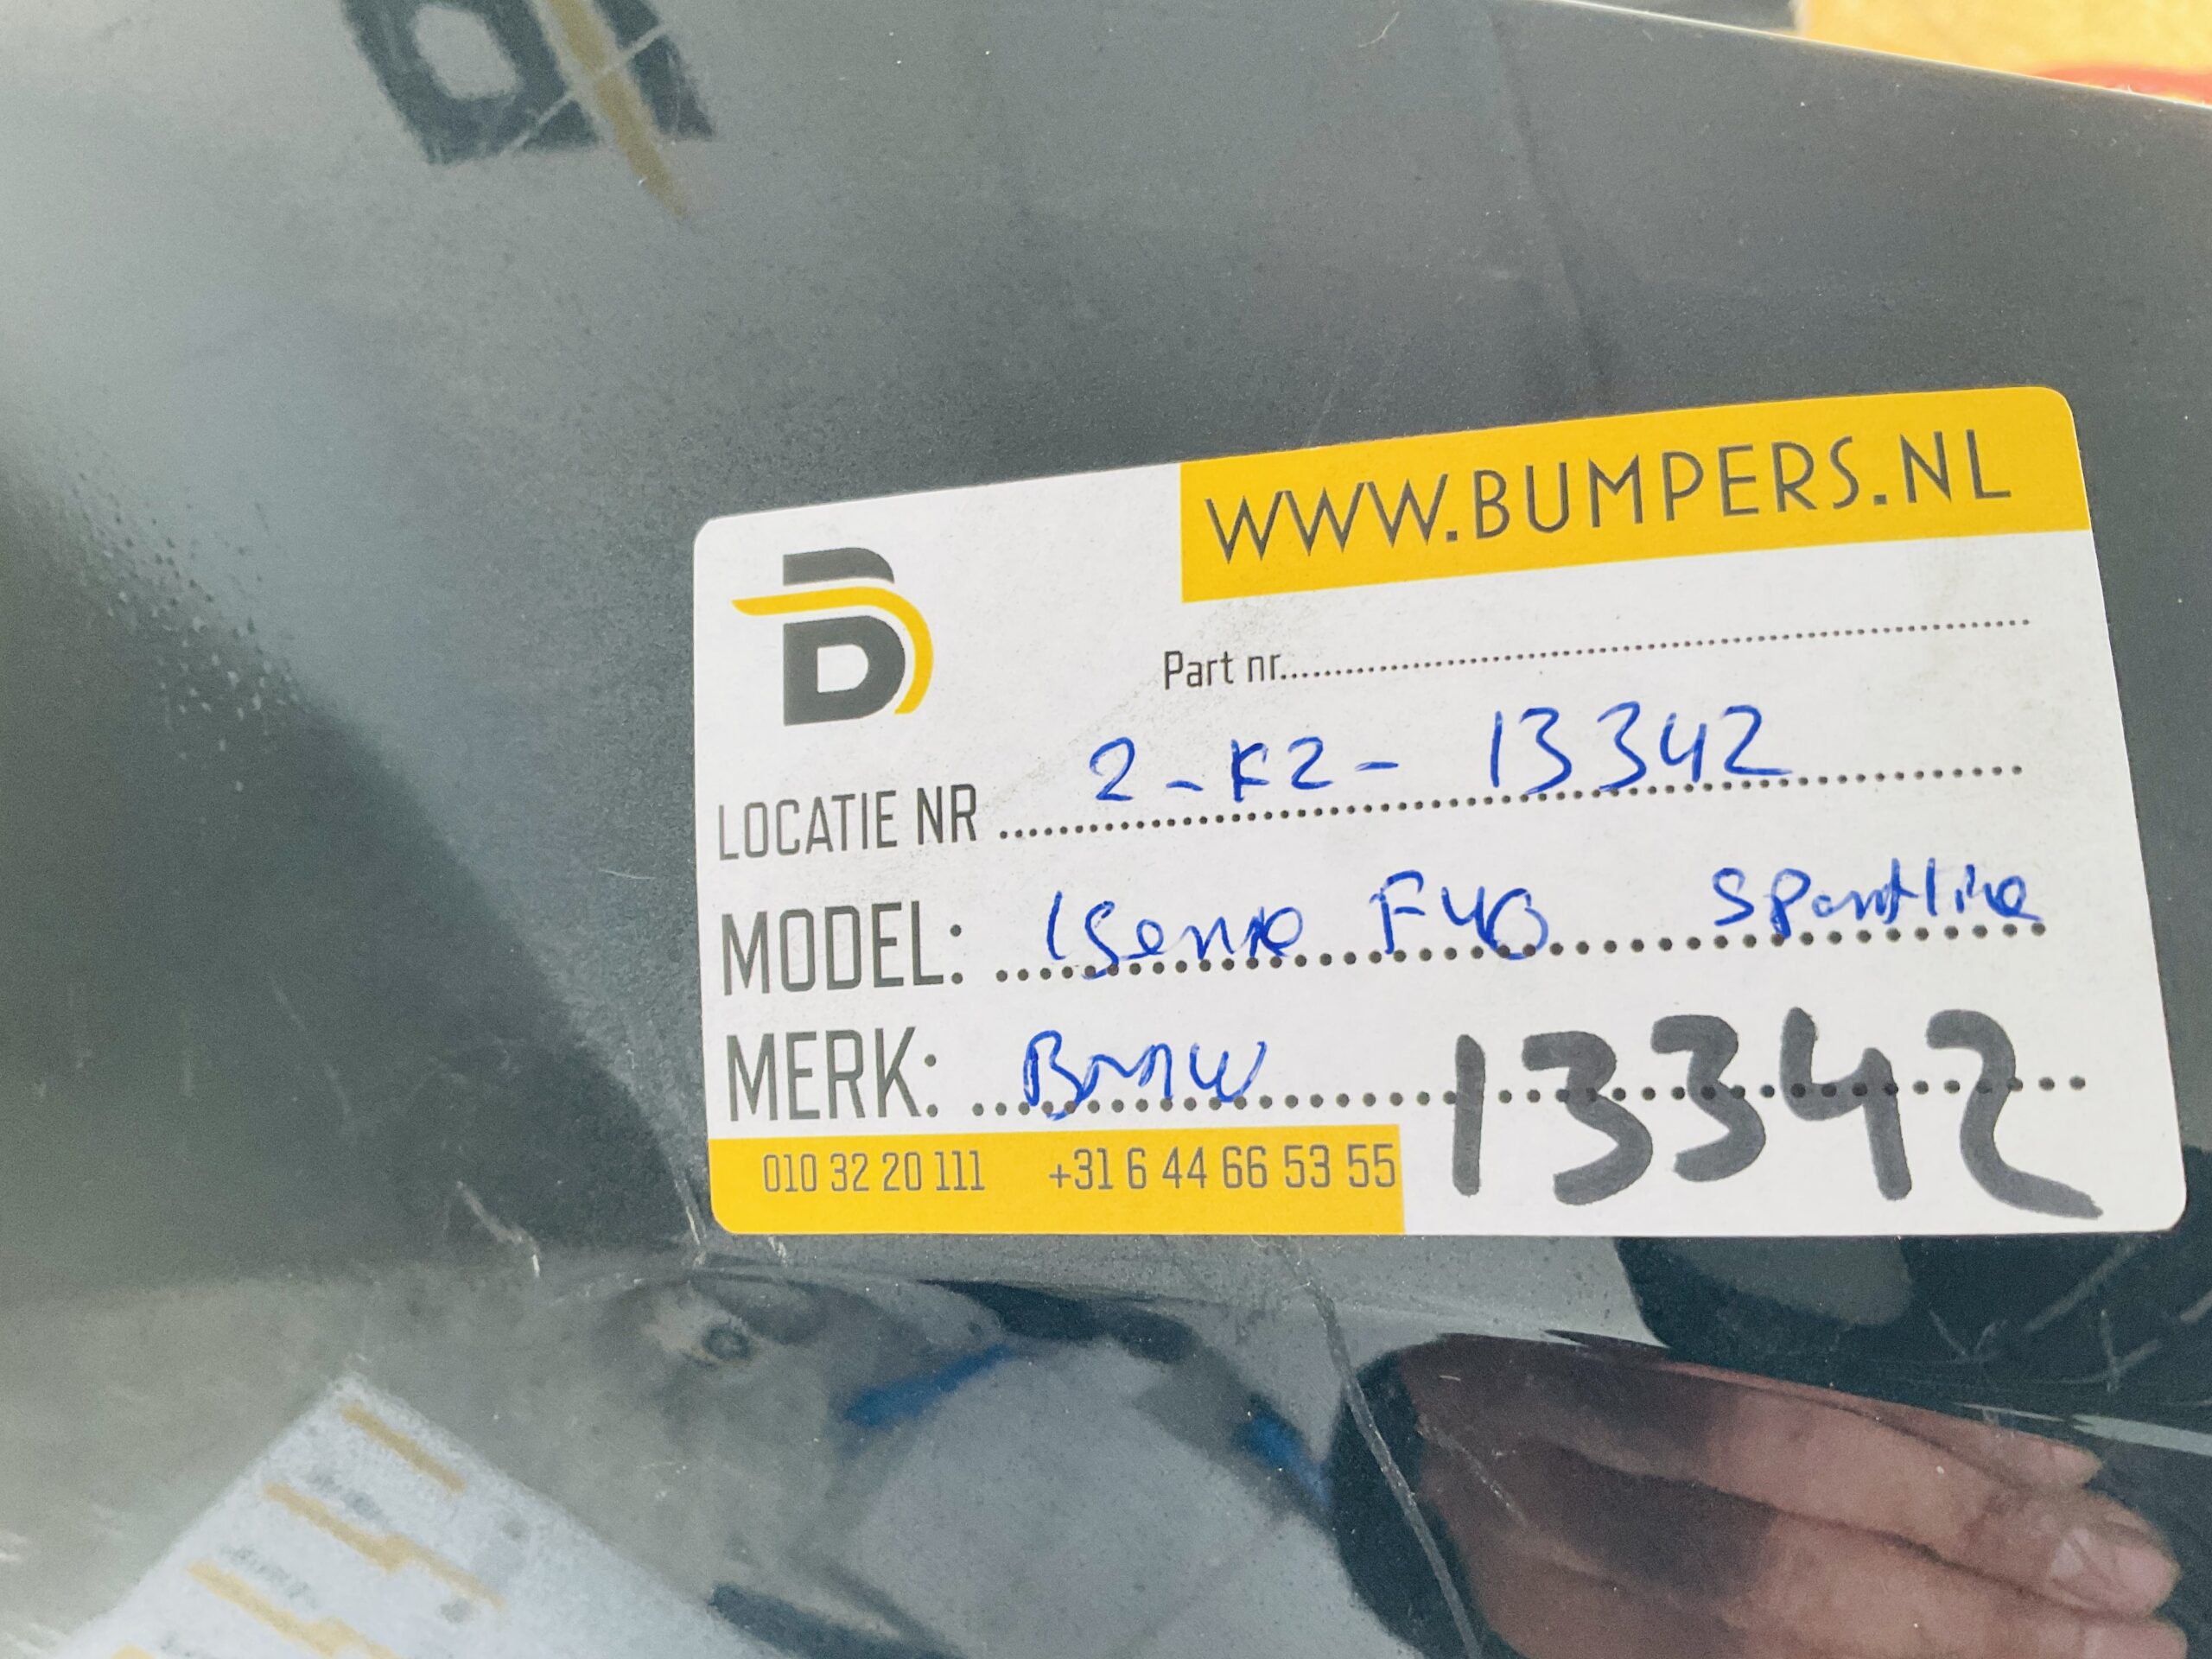 WWW.BUMPERS.NL
B
Part nr..............................
LOCATIE NR 2-K2-13342
MODEL: 1Serie F40 Sportline
MERK: BMW
13342
010 32 20 111 +31 6 44 66 53 55